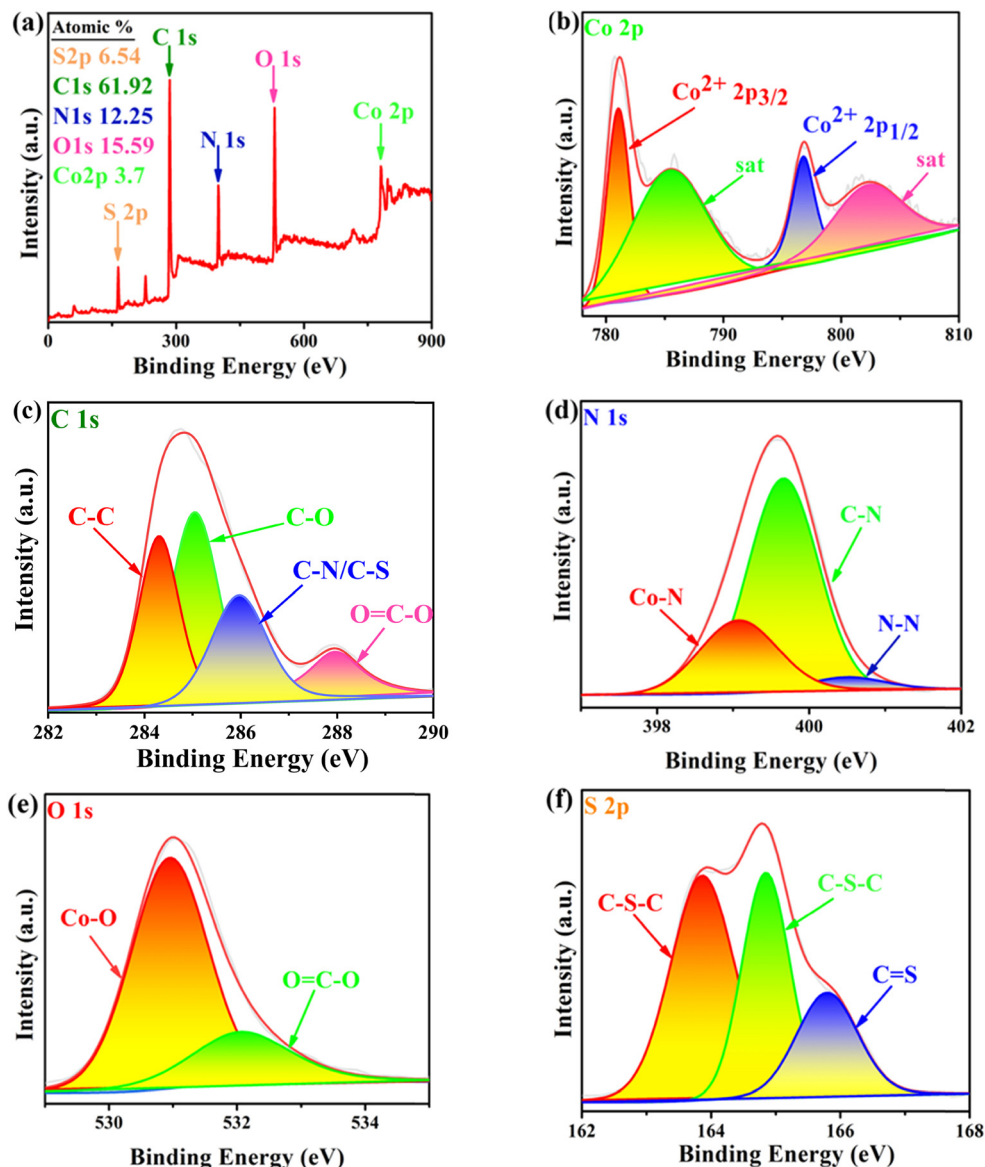 (a)
Atomic %
S2p 6.54
C1s 61.92
N1s 12.25
O1s 15.59
Co2p 3.7
S 2p
C 1s
N 1s
O 1s
Co 2p
Intensity (a.u.)
0 300 600 900
Binding Energy (eV)
(b)
Co 2p
Co2+ 2p3/2
sat
Co2+ 2p1/2
sat
Intensity (a.u.)
780 790 800 810
Binding Energy (eV)
(c)
C 1s
C-C
C-O
C-N/C-S
O=C-O
Intensity (a.u.)
282 284 286 288 290
Binding Energy (eV)
(d)
N 1s
Co-N
C-N
N-N
Intensity (a.u.)
398 400 402
Binding Energy (eV)
(e)
O 1s
Co-O
O=C-O
Intensity (a.u.)
530 532 534
Binding Energy (eV)
(f)
S 2p
C-S-C
C-S-C
C=S
Intensity (a.u.)
162 164 166 168
Binding Energy (eV)